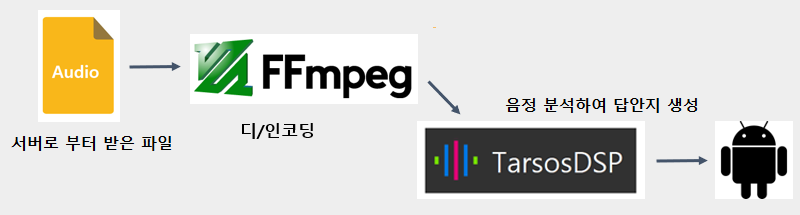 Audio
서버로 부터 받은 파일
FFmpeg
디/인코딩
음정 분석하여 답안지 생성
TarsosDSP